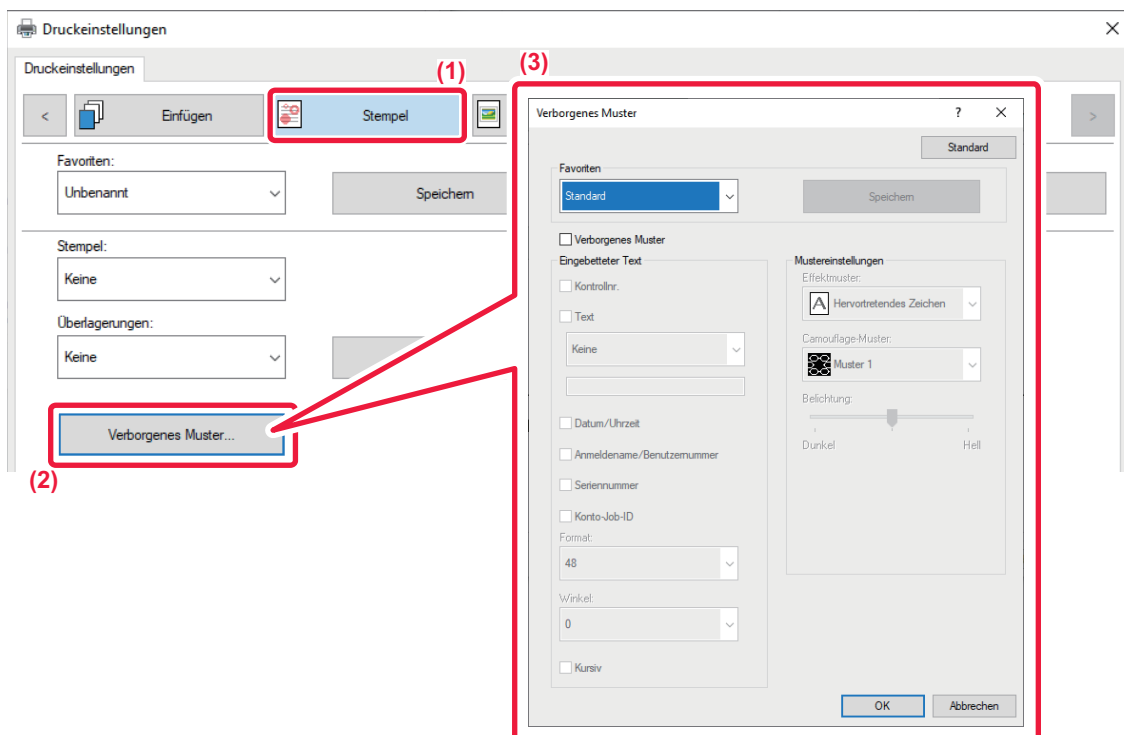 Druckeinstellungen
Druckeinstellungen
(1)
(3)
<
Einfügen
Stempel
>
Favoriten:
Unbenannt
Speichern
Stempel:
Keine
Überlagerungen:
Keine
Verborgenes Muster...
(2)
Verborgenes Muster
?
Standard
Favoriten
Standard
Speichern
Verborgenes Muster
Eingebetteter Text
Kontrollnr.
Text
Keine
Datum/Uhrzeit
Anmeldename/Benutzernummer
Seriennummer
Konto-Job-ID
Format:
48
Winkel:
0
Kursiv
Mustereinstellungen
Effektmuster:
A Hervortretendes Zeichen
Camouflage-Muster:
Muster 1
Belichtung:
Dunkel Hell
OK Abbrechen